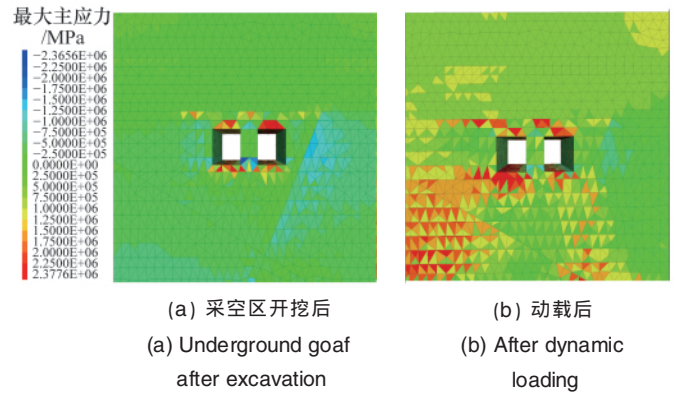 最大主应力
/MPa
-2.3656E+06
-2.2500E+06
-2.0000E+06
-1.7500E+06
-1.5000E+06
-1.2500E+06
-1.0000E+06
-7.5000E+05
-5.0000E+05
-2.5000E+05
0.0000E+00
2.5000E+05
5.0000E+05
7.5000E+05
1.0000E+06
1.2500E+06
1.5000E+06
1.7500E+06
2.0000E+06
2.2500E+06
2.3776E+06
(a) 采空区开挖后
(a) Underground goaf
after excavation
(b) 动载后
(b) After dynamic
loading